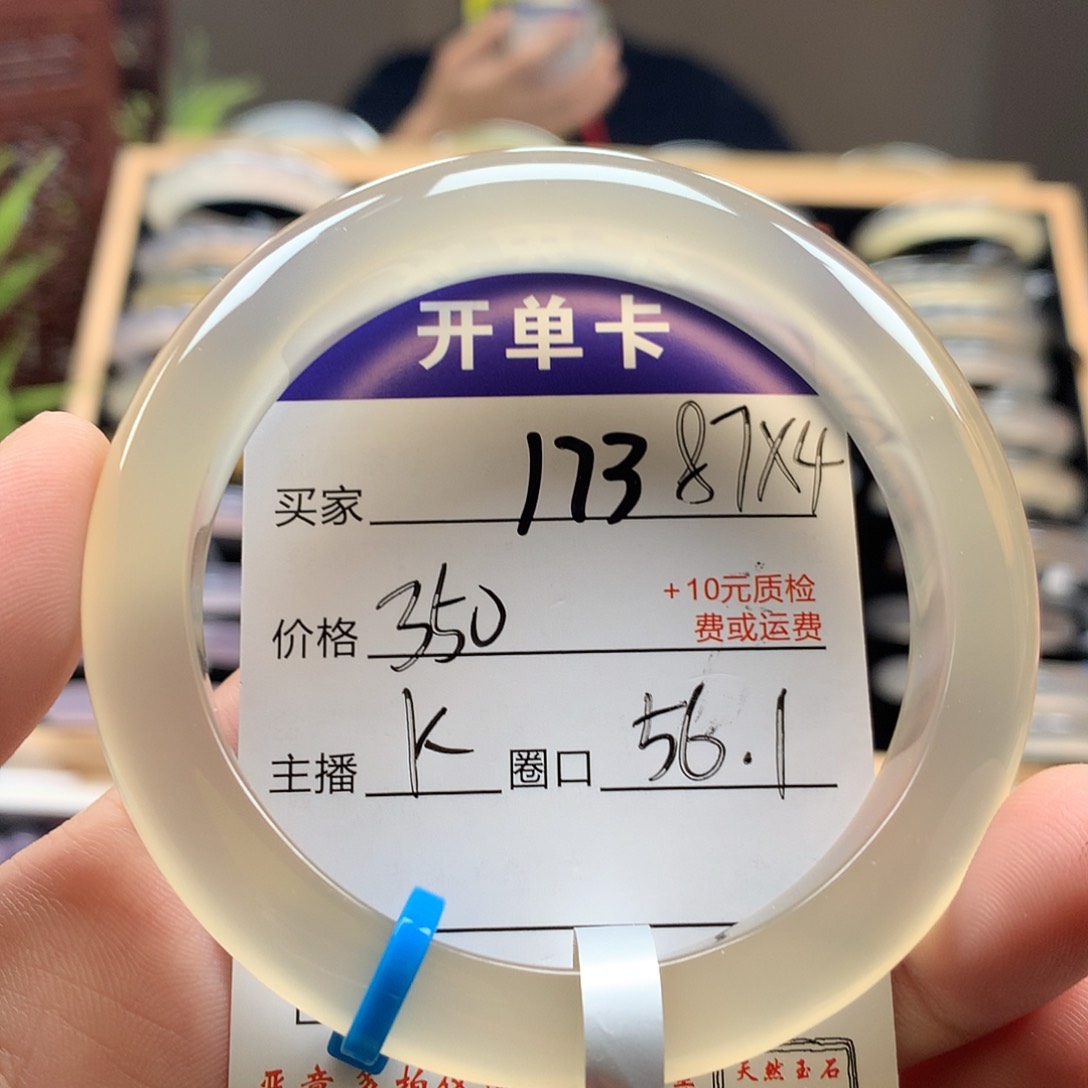 开单卡
买家 173 87X4
价格 350 +10元质检
费或运费
主播 K 圈口 56.1
天然玉石